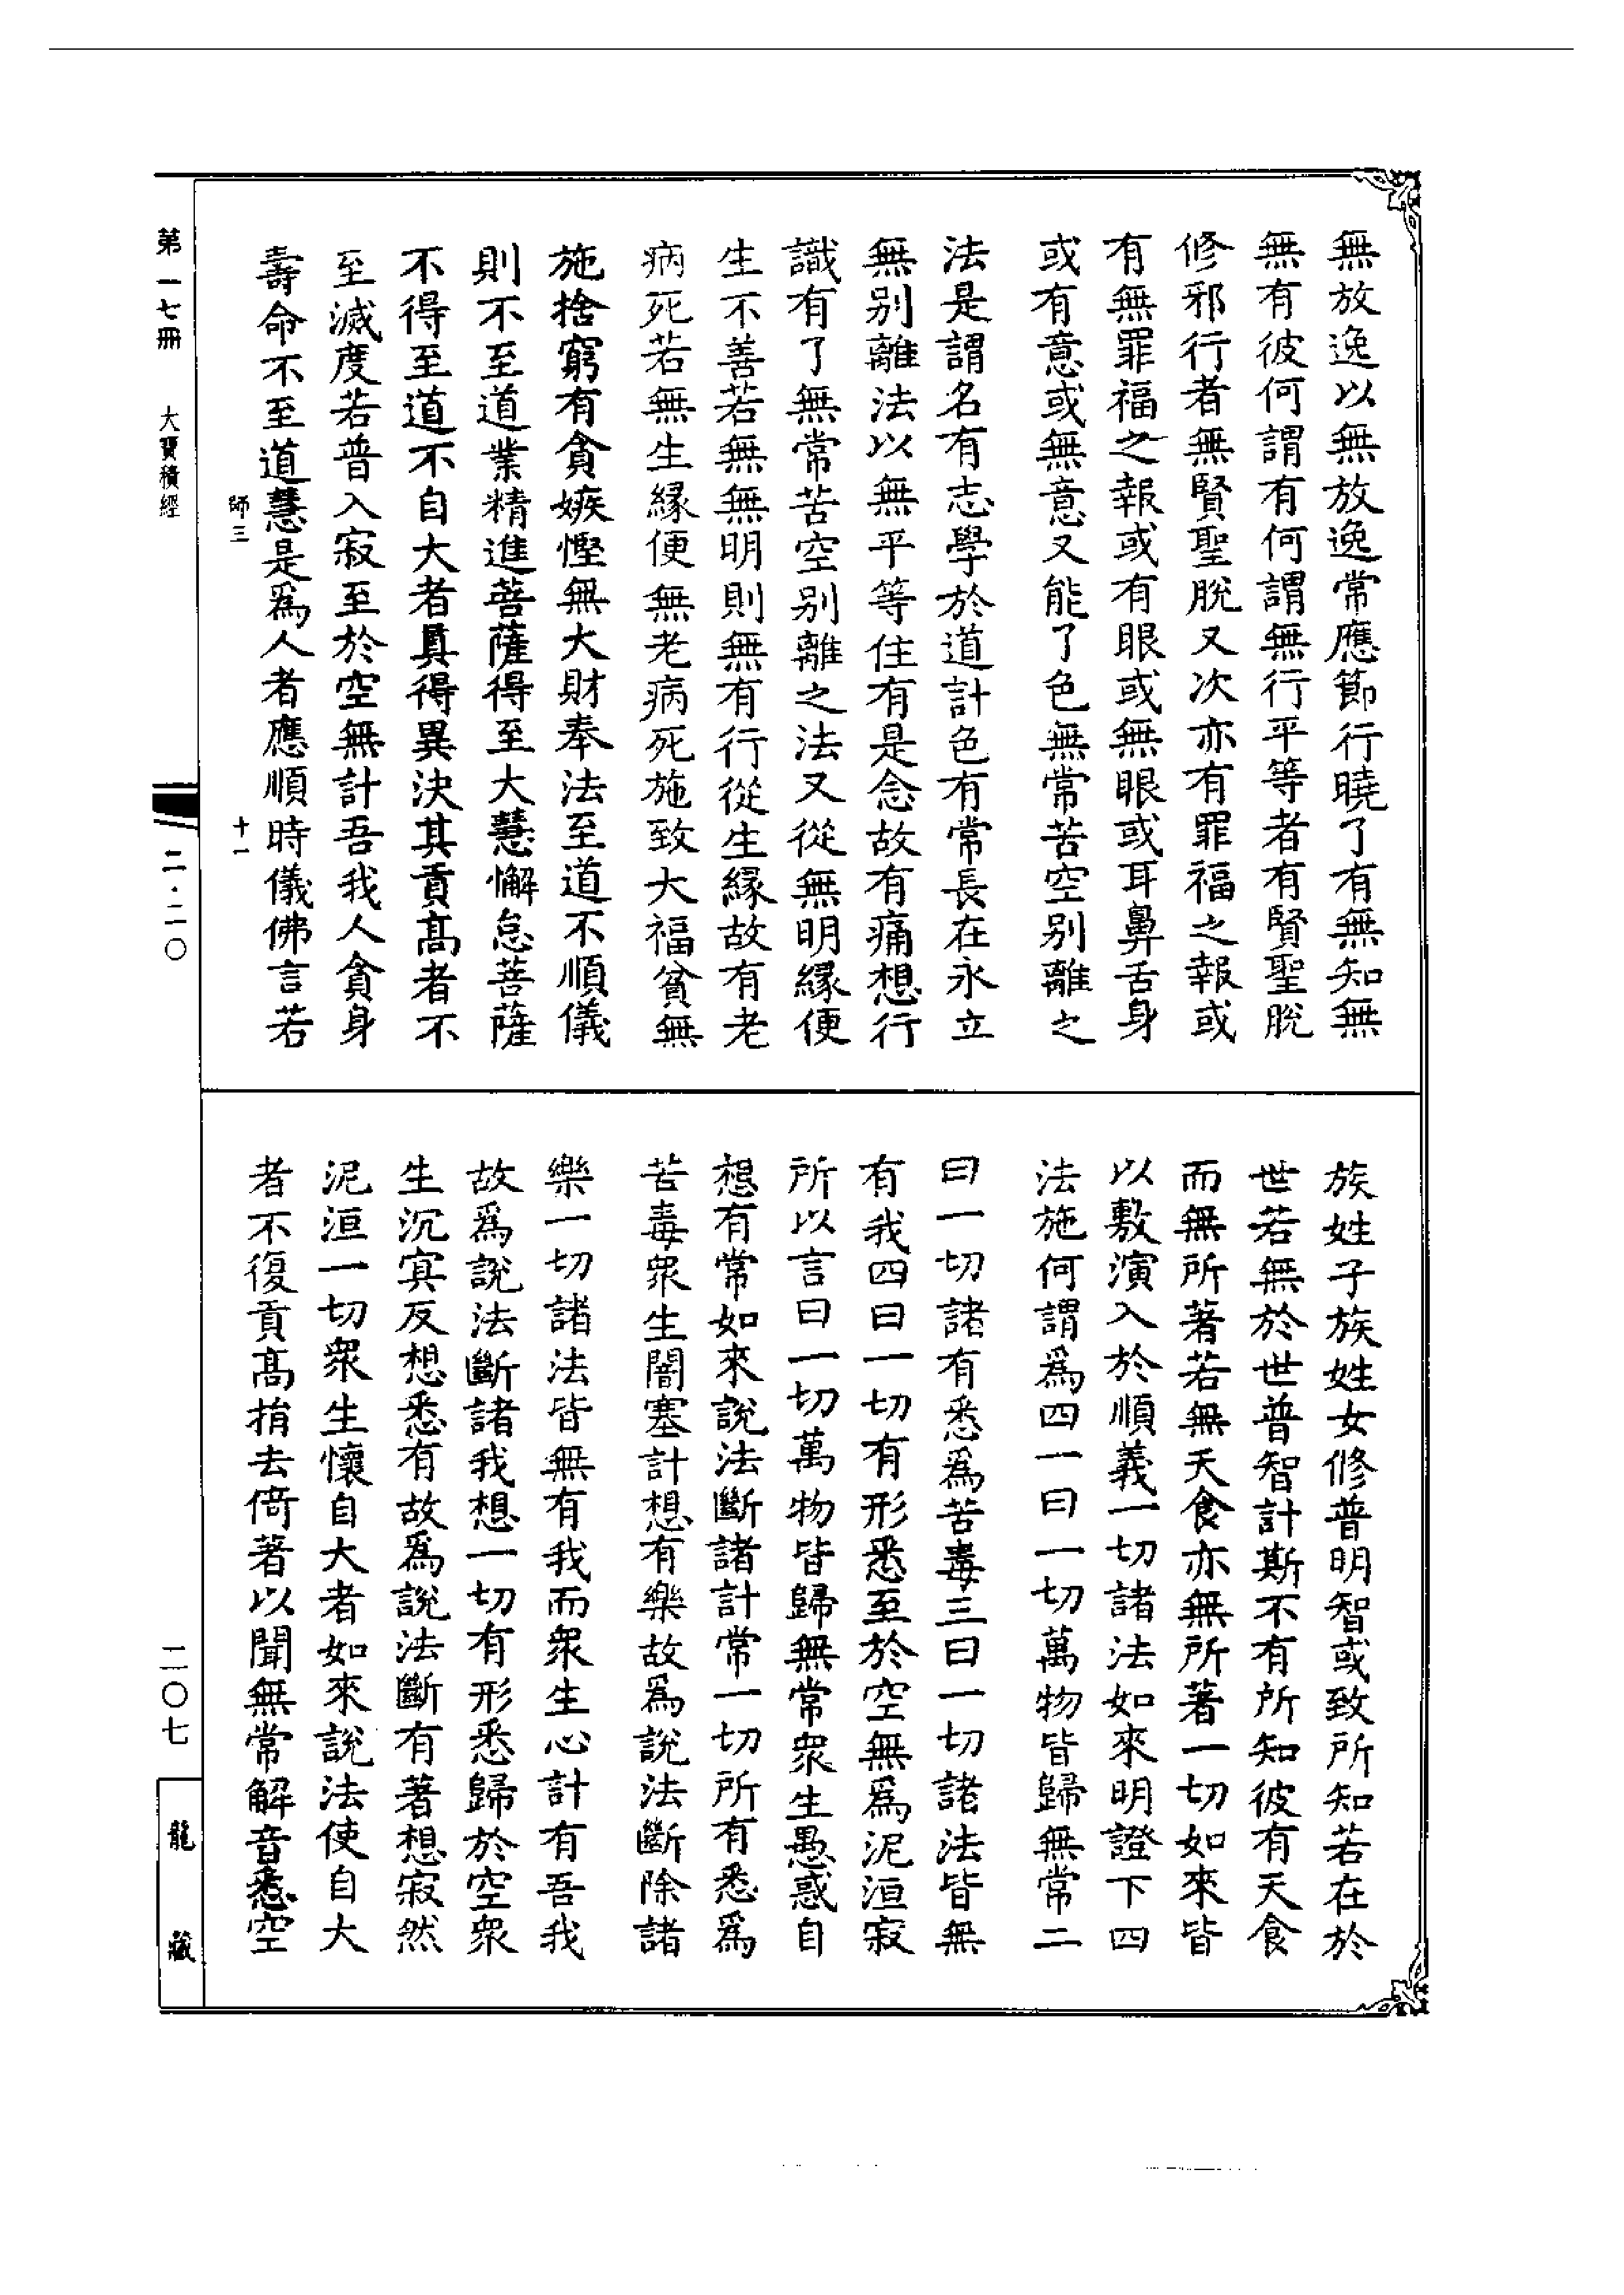 無放逸以無放逸常應節行曉了有無知無
無有彼何謂有何謂無行平等者有賢聖脫
修邪行者無賢聖脫又次亦有罪福之報或
有無罪福之報或有眼或無眼或耳鼻舌身
或有意或無意又能了色無常苦空別離之
法是謂名有志學於道計色有常長在永立
無別離法以無平等住有是念故有痛想行
識有了無常苦空別離之法又從無明緣便
生不善若無無明則無有行從生緣故有老
病死若無生緣便無老病死施致大福貧無
施捨窮有貪嫉慳無大財奉法至道不順儀
則不至道業精進菩薩得至大慧懈怠菩薩
不得至道不自大者具得異決其貢高者不
至滅度若普入寂至於空無計吾我人貪身
壽命不至道慧是為人者應順時儀佛言若
師三 十一
族姓子族姓女修普明智或致所知若在於
世若無於世普智計斯不有所知彼有天食
而無所著若無天食亦無所著一切如來皆
以敷演入於順義一切諸法如來明證下四
法施何謂為四一曰一切萬物皆歸無常二
曰一切諸有悉為苦毒三曰一切諸法皆無
有我四曰一切有形悉至於空無為泥洹寂
所以言曰一切萬物皆歸無常眾生愚惑自
想有常如來說法斷諸計常一切所有悉為
苦毒眾生闇塞計想有樂故為說法斷除諸
樂一切諸法皆無有我而眾生心計有吾我
故為說法斷諸我想一切有形悉歸於空眾
生沉寘反想悉有故為說法斷有著想寂然
泥洹一切眾生懷自大者如來說法使自大
者不復貢高捐去倚著以聞無常解音悉空
第一七冊 大寶積經 二·二〇 二〇七 龍藏